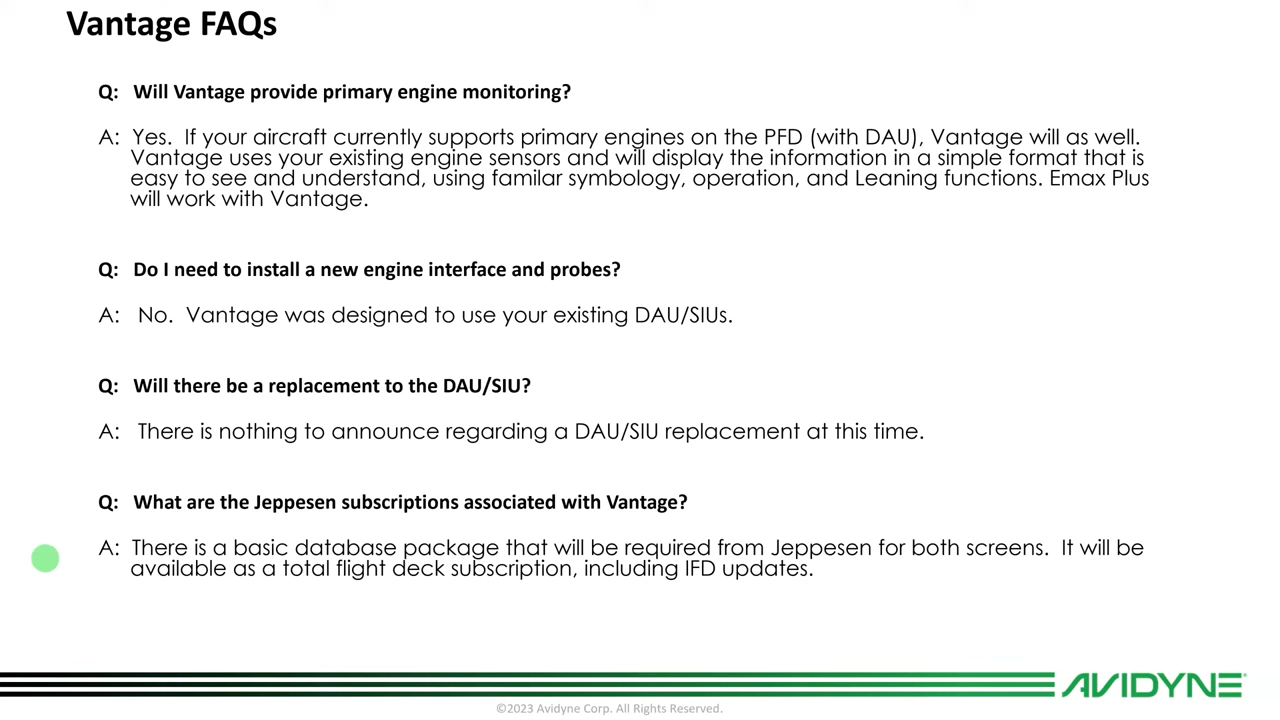 Vantage FAQs
Q: Will Vantage provide primary engine monitoring?
A: Yes. If your aircraft currently supports primary engines on the PFD (with DAU), Vantage will as well.
Vantage uses your existing engine sensors and will display the information in a simple format that is
easy to see and understand, using familar symbology, operation, and Leaning functions. Emax Plus
will work with Vantage.
Q: Do I need to install a new engine interface and probes?
A: No. Vantage was designed to use your existing DAU/SIUs.
Q: Will there be a replacement to the DAU/SIU?
A: There is nothing to announce regarding a DAU/SIU replacement at this time.
Q: What are the Jeppesen subscriptions associated with Vantage?
A: There is a basic database package that will be required from Jeppesen for both screens. It will be
available as a total flight deck subscription, including IFD updates.
AVIDYNE
©2023 Avidyne Corp. All Rights Reserved.